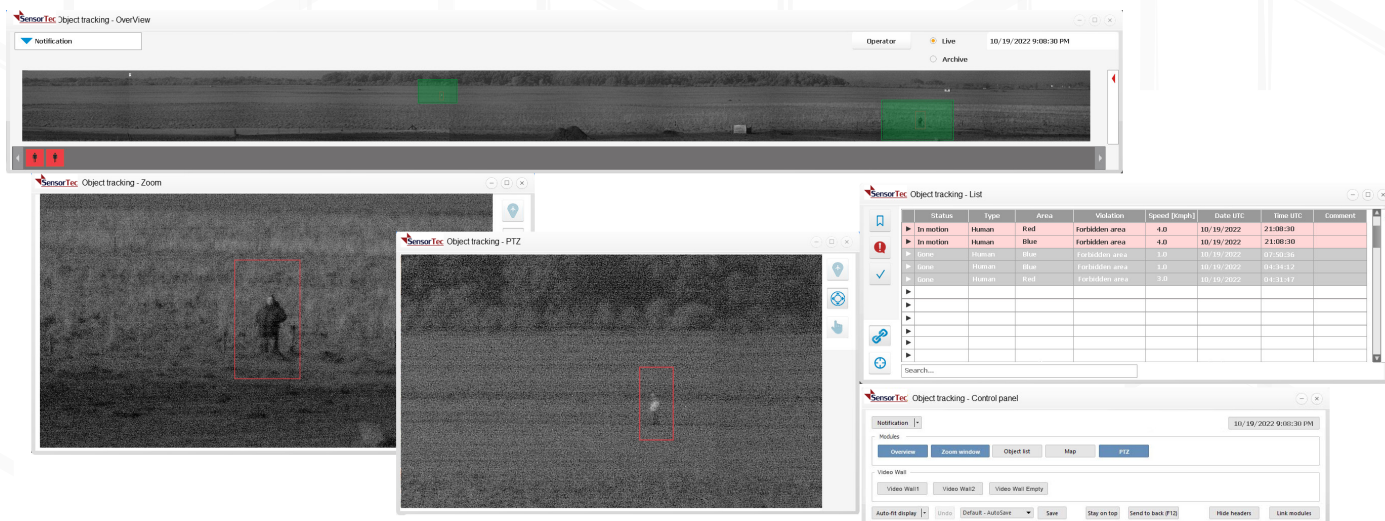 SensorTec Object tracking - OverView
Notification
Operator
Live
10/19/2022 9:08:30 PM
Archive
SensorTec Object tracking - Zoom
SensorTec Object tracking - PTZ
SensorTec Object tracking - List
Status Type Area Violation Speed [Kmph] Date UTC Time UTC Comment
In motion Human Red Forbidden area 4.0 10/19/2022 21:08:30
In motion Human Blue Forbidden area 4.0 10/19/2022 21:08:30
Gone Human Blue Forbidden area 1.0 10/19/2022 07:50:36
Gone Human Blue Forbidden area 1.0 10/19/2022 04:34:12
Gone Human Red Forbidden area 3.0 10/19/2022 04:31:47
Search...
SensorTec Object tracking - Control panel
Notification
10/19/2022 9:08:30 PM
Modules
Overview Zoom window Object list Map PTZ
Video Wall
Video Wall1 Video Wall2 Video Wall Empty
Auto-fit display Undo Default - AutoSave Save Stay on top Send to back (F12) Hide headers Link modules